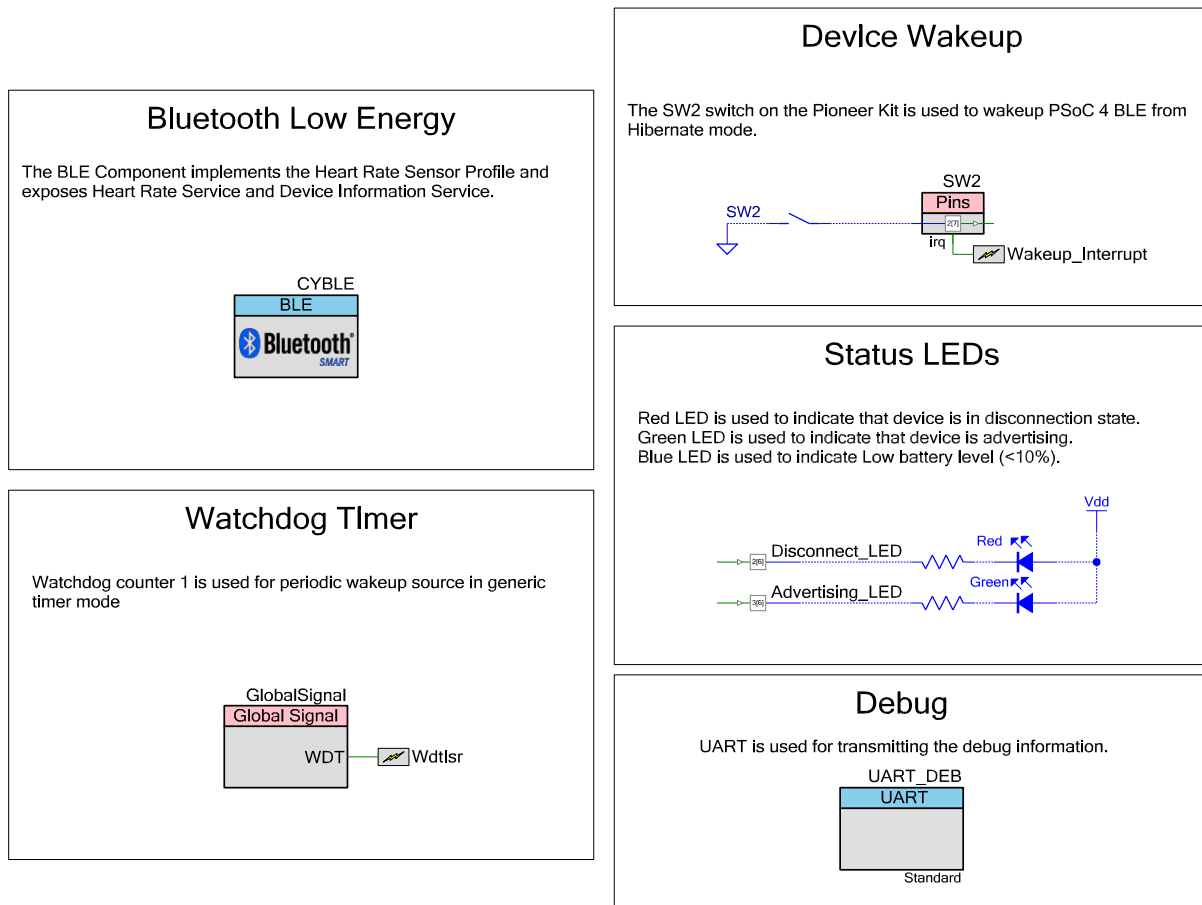 Bluetooth Low Energy
The BLE Component implements the Heart Rate Sensor Profile and
exposes Heart Rate Service and Device Information Service.
CYBLE
BLE
Bluetooth®
SMART
Watchdog Timer
Watchdog counter 1 is used for periodic wakeup source in generic
timer mode
GlobalSignal
Global Signal
WDT
WdtIsr
Device Wakeup
The SW2 switch on the Pioneer Kit is used to wakeup PSoC 4 BLE from
Hibernate mode.
SW2
Pins
SW2
2[7]
irq
Wakeup_Interrupt
Status LEDs
Red LED is used to indicate that device is in disconnection state.
Green LED is used to indicate that device is advertising.
Blue LED is used to indicate Low battery level (<10%).
Vdd
Disconnect_LED
Red
2[6]
Advertising_LED
Green
3[6]
Debug
UART is used for transmitting the debug information.
UART_DEB
UART
Standard